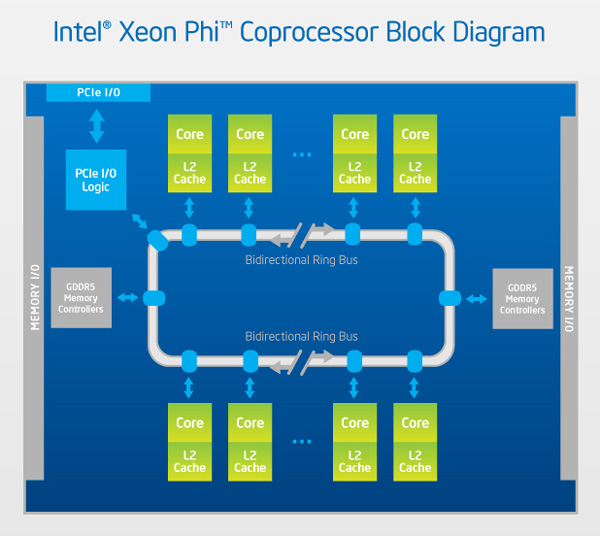 Intel® Xeon Phi™ Coprocessor Block Diagram
PCIe I/O
PCIe I/O
Logic
Core
L2
Cache
Core
L2
Cache
...
Core
L2
Cache
Core
L2
Cache
MEMORY I/O
GDDR5
Memory
Controllers
Bidirectional Ring Bus
Bidirectional Ring Bus
GDDR5
Memory
Controllers
MEMORY I/O
Core
L2
Cache
Core
L2
Cache
...
Core
L2
Cache
Core
L2
Cache